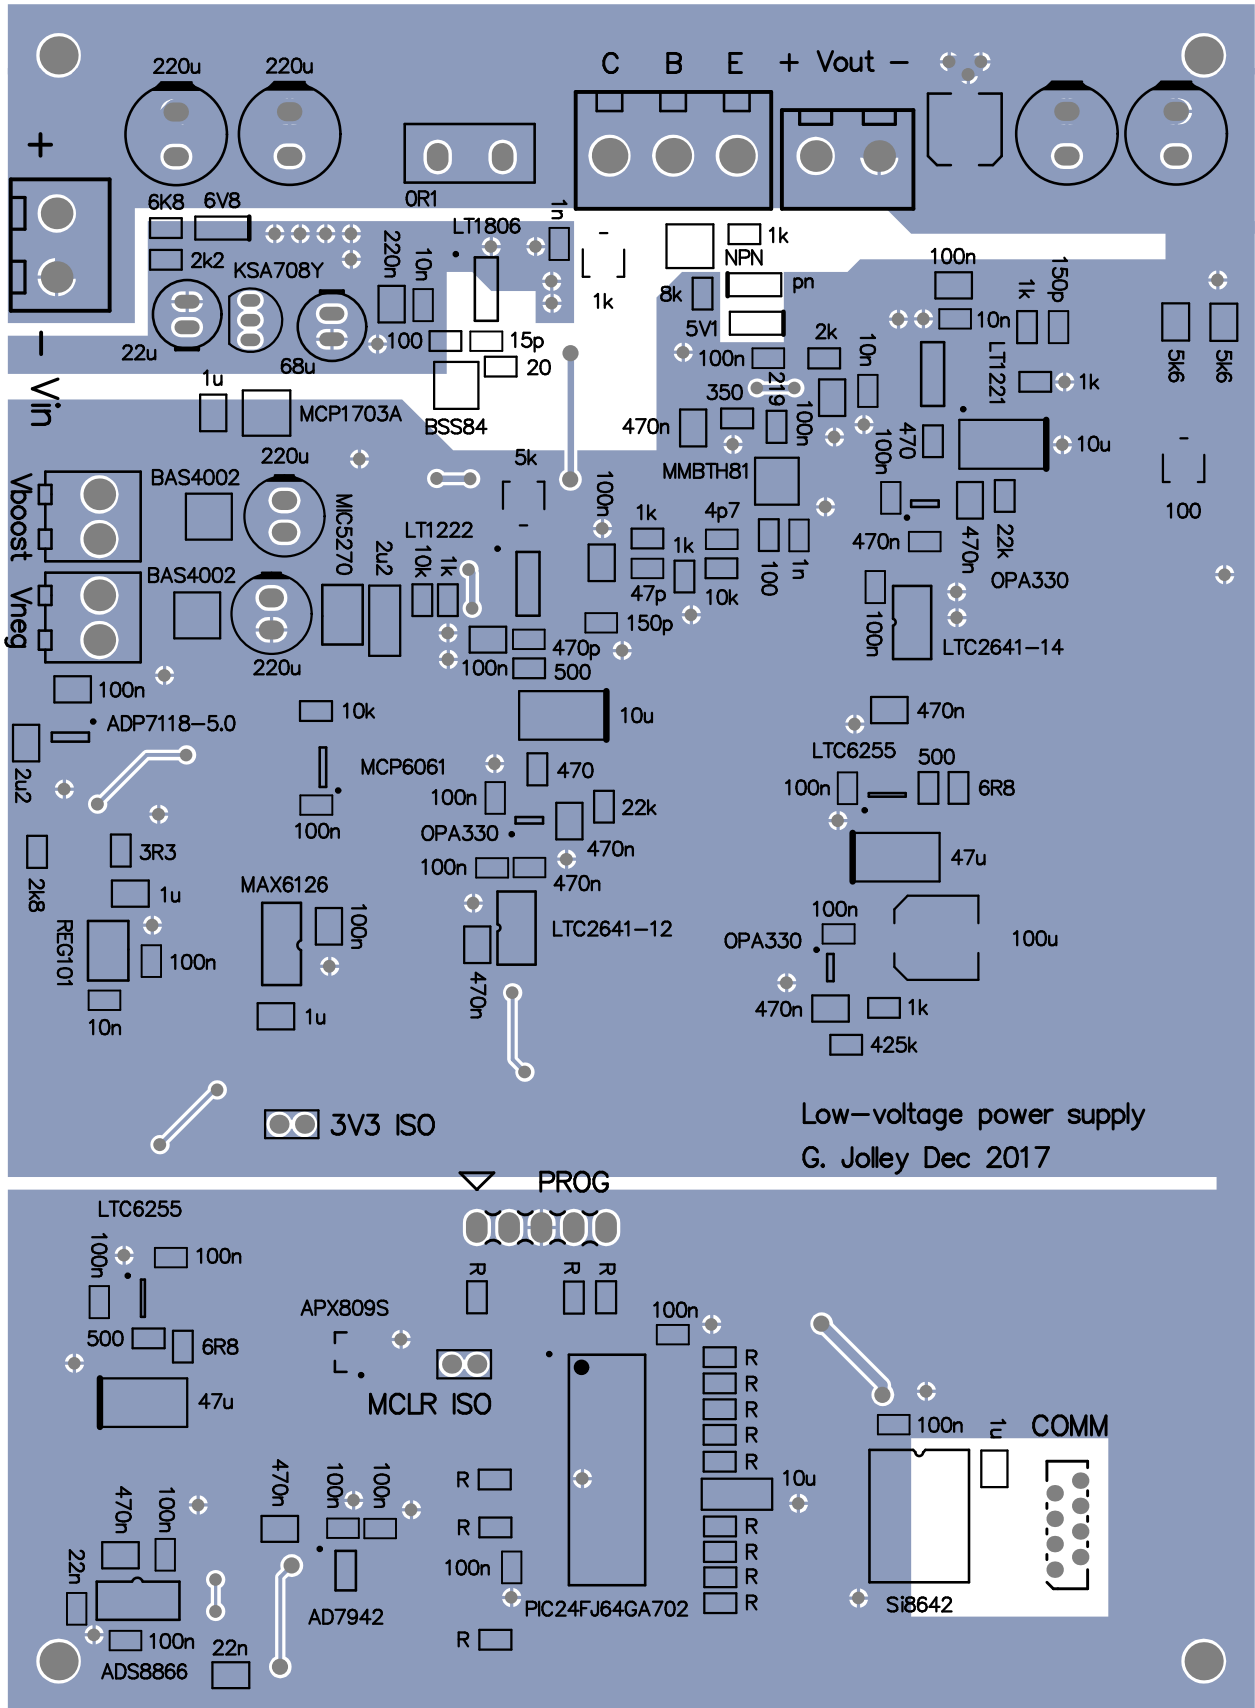 220u 220u
C B E + Vout -
+
0R1
6K8 6V8
1n
LT1806
2k2
KSA708Y
220n
10n
1k
NPN
1k
pn
8k
5V1
100n
150p
1k
10n
LT1221
22u
68u
100
15p
20
100n
2k
10n
5k6
5k6
-
Vin
1u
MCP1703A
BSS84
350
219
470n
100n
1k
10u
470
100n
MMBTH81
Vboost
BAS4002
220u
MIC5270
5k
100n
LT1222
10k
1k
2u2
1k
4p7
1k
47p
10k
100
1n
470n
470n
22k
100
OPA330
Vneg
BAS4002
220u
150p
100n
470p
500
100n
LTC2641-14
100n
ADP7118-5.0
2u2
10k
10u
470n
LTC6255
500
MCP6061
470
100n
100n
22k
100n
6R8
OPA330
470n
100n
470n
47u
3R3
2k8
1u
MAX6126
100n
REG101
100n
10n
1u
LTC2641-12
470n
100n
OPA330
100u
470n
1k
425k
3V3 ISO
Low-voltage power supply
G. Jolley Dec 2017
PROG
LTC6255
100n
100n
R
R
R
APX809S
100n
500
6R8
47u
MCLR ISO
R
R
R
R
R
10u
R
R
R
R
100n
1u
COMM
470n
100n
100n
470n
100n
R
R
100n
22n
100n
ADS8866
22n
AD7942
R
PIC24FJ64GA702
Si8642